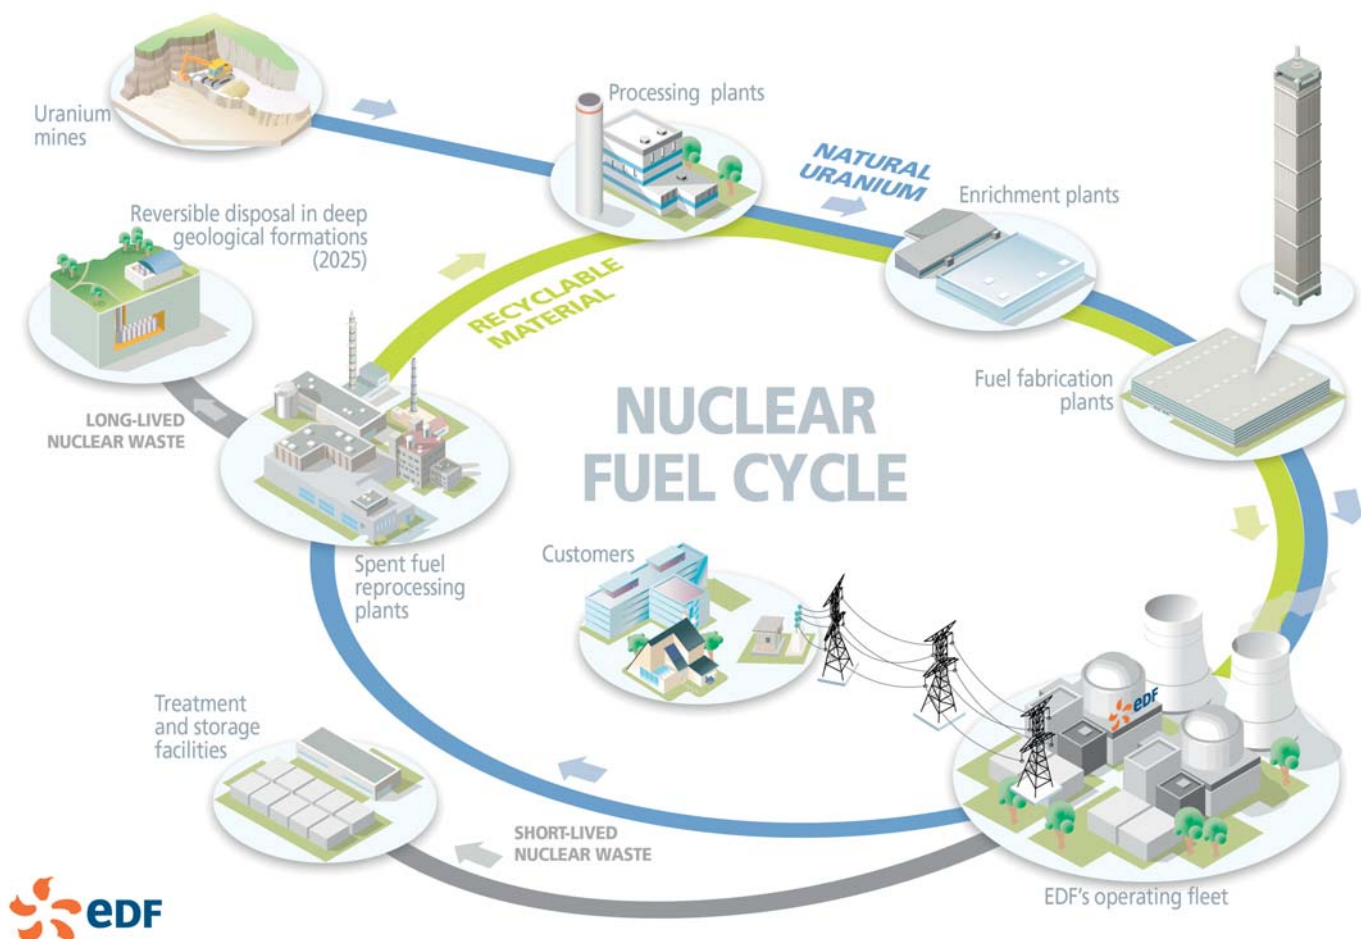 Uranium
mines
Processing plants
NATURAL
URANIUM
Enrichment plants
Reversible disposal in deep
geological formations
(2025)
RECYCLABLE
MATERIAL
Fuel fabrication
plants
LONG-LIVED
NUCLEAR WASTE
NUCLEAR
FUEL CYCLE
Spent fuel
reprocessing
plants
Customers
eDF
Treatment
and storage
facilities
SHORT-LIVED
NUCLEAR WASTE
EDF's operating fleet
eDF